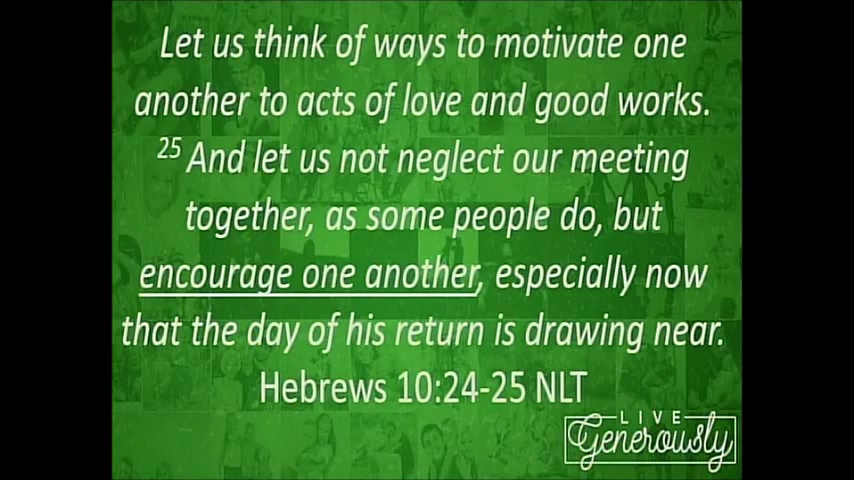 Let us think of ways to motivate one
another to acts of love and good works.
25 And let us not neglect our meeting
together, as some people do, but
encourage one another, especially now
that the day of his return is drawing near.
Hebrews 10:24-25 NLT
LIVE
Generously